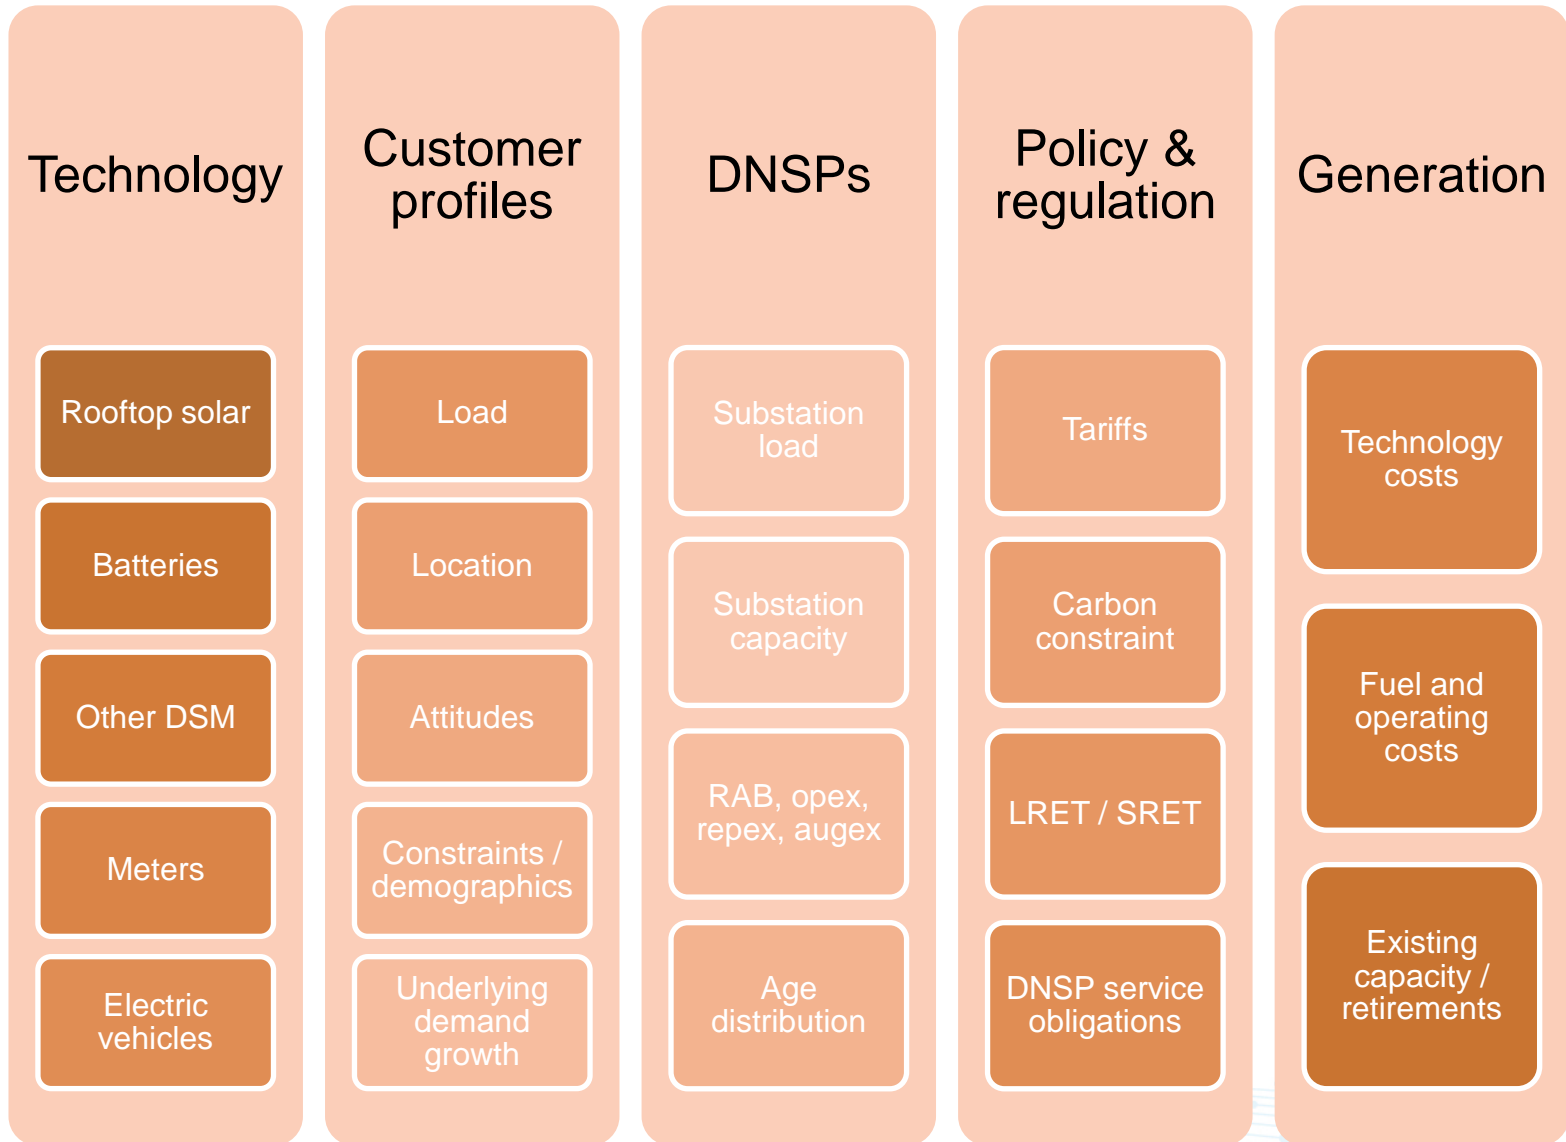 Technology
Rooftop solar
Batteries
Other DSM
Meters
Electric
vehicles
Customer
profiles
Load
Location
Attitudes
Constraints /
demographics
Underlying
demand
growth
DNSPs
Substation
load
Substation
capacity
RAB, opex,
repex, augex
Age
distribution
Policy &
regulation
Tariffs
Carbon
constraint
LRET / SRET
DNSP service
obligations
Generation
Technology
costs
Fuel and
operating
costs
Existing
capacity /
retirements